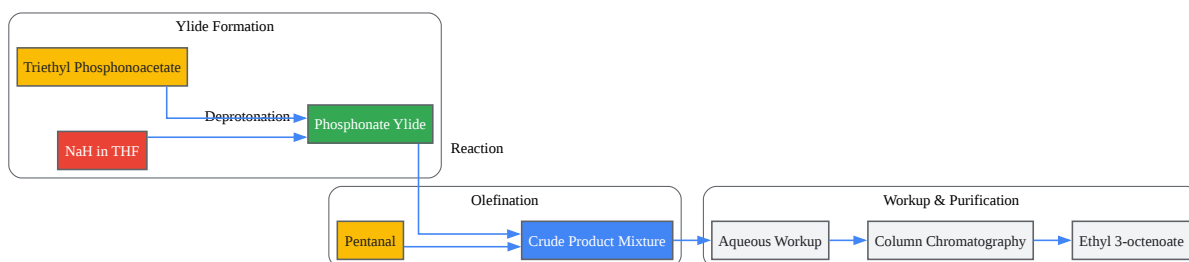 Ylide Formation
Triethyl Phosphonoacetate
Deprotonation
Phosphonate Ylide
NaH in THF
Reaction
Olefination
Workup & Purification
Pentanal
Crude Product Mixture
Aqueous Workup
Column Chromatography
Ethyl 3-octenoate